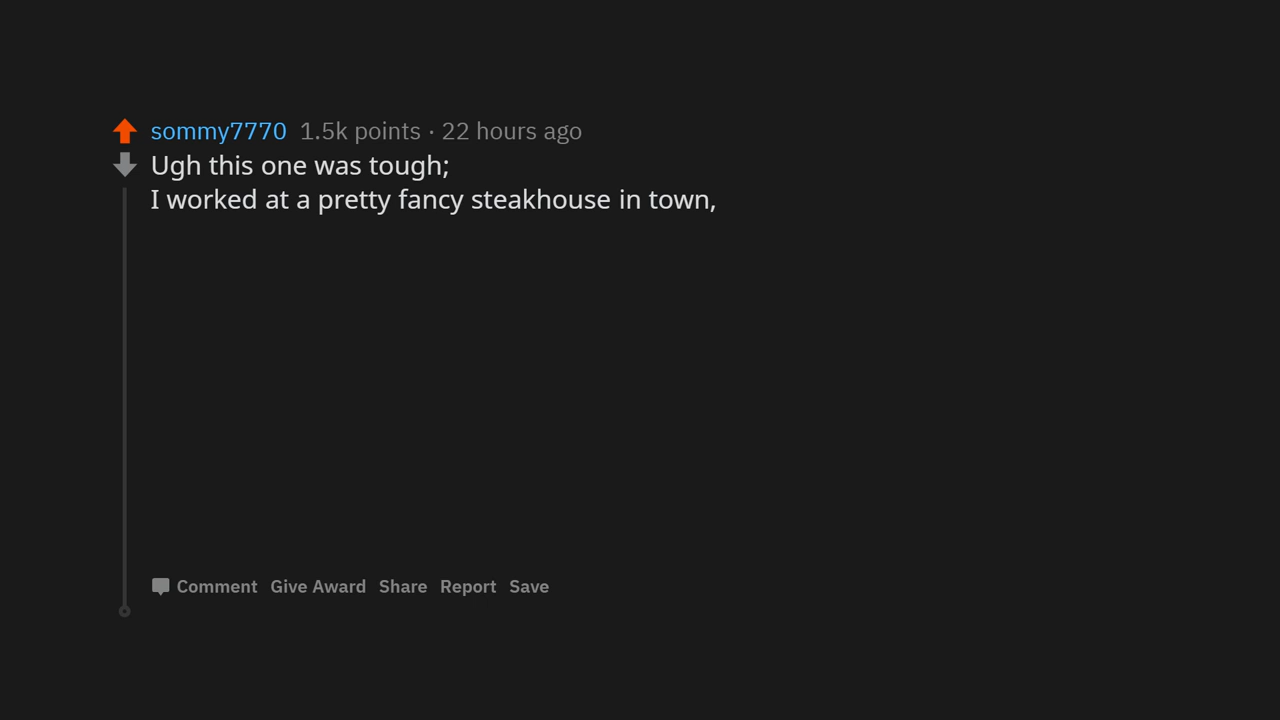 sommy7770 1.5k points · 22 hours ago
Ugh this one was tough;
I worked at a pretty fancy steakhouse in town,
Comment Give Award Share Report Save